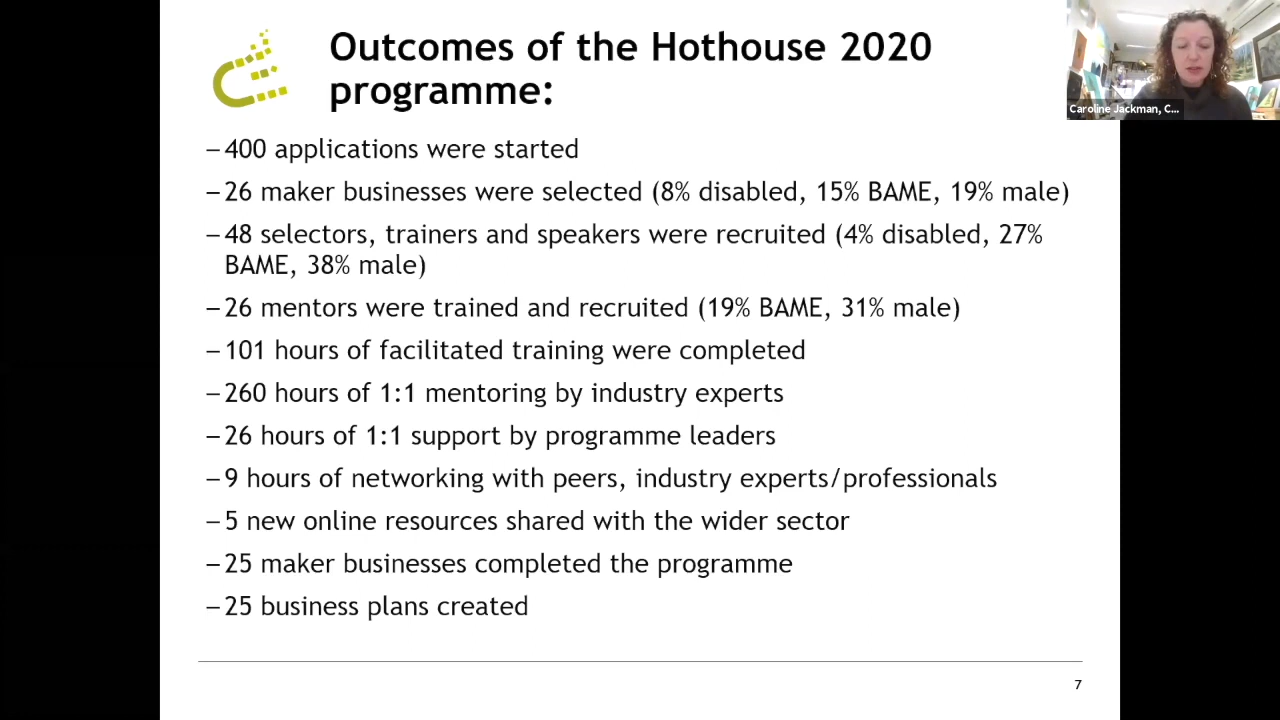 Outcomes of the Hothouse 2020
programme:
Caroline Jackman, C...
–400 applications were started
–26 maker businesses were selected (8% disabled, 15% BAME, 19% male)
–48 selectors, trainers and speakers were recruited (4% disabled, 27%
BAME, 38% male)
–26 mentors were trained and recruited (19% BAME, 31% male)
–101 hours of facilitated training were completed
–260 hours of 1:1 mentoring by industry experts
–26 hours of 1:1 support by programme leaders
–9 hours of networking with peers, industry experts/professionals
–5 new online resources shared with the wider sector
–25 maker businesses completed the programme
–25 business plans created
7